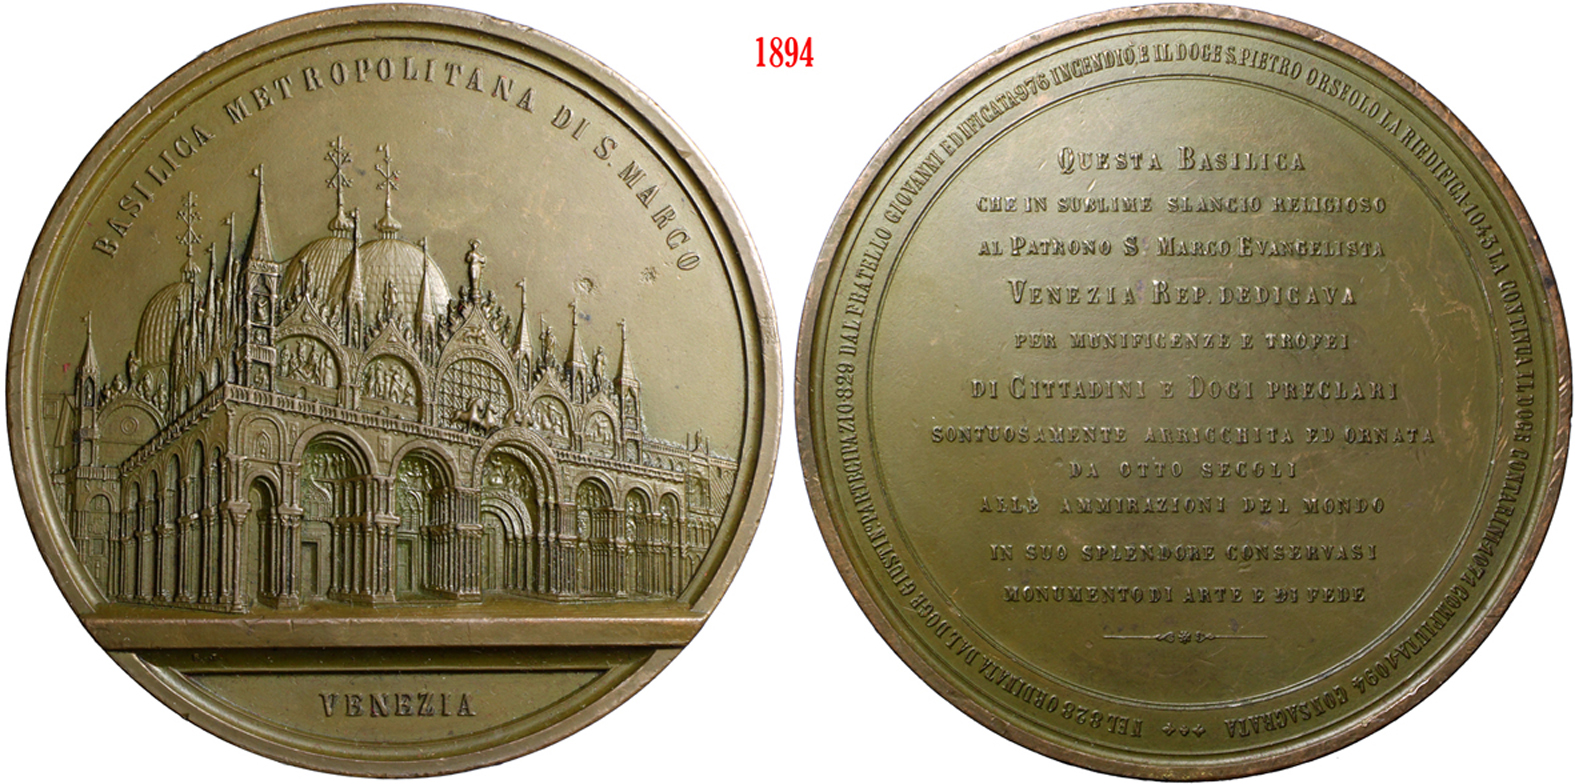 BASILICA METROPOLITANA DI S. MARCO
VENEZIA
1894
NEL 828 ORDINATA DAL DOGE GIUSTIN. PARTECIPAZIO·829 DAL FRATELLO GIOVANNI EDIFICATA·976 INCENDIO, E IL DOGE S. PIETRO ORSEOLO LA RIEDIFICA·1043 LA CONTINUA IL DOGE CONTARINI·1071 COMPIUTA·1094 CONSAGRATA
QUESTA BASILICA
CHE IN SUBLIME SLANCIO RELIGIOSO
AL PATRONO S. MARCO EVANGELISTA
VENEZIA REP. DEDICAVA
PER MUNIFICENZE E TROFEI
DI CITTADINI E DOGI PRECLARI
SONTUOSAMENTE ARRICCHITA ED ORNATA
DA OTTO SECOLI
ALLE AMMIRAZIONI DEL MONDO
IN SUO SPLENDORE CONSERVASI
MONUMENTO DI ARTE E DI FEDE